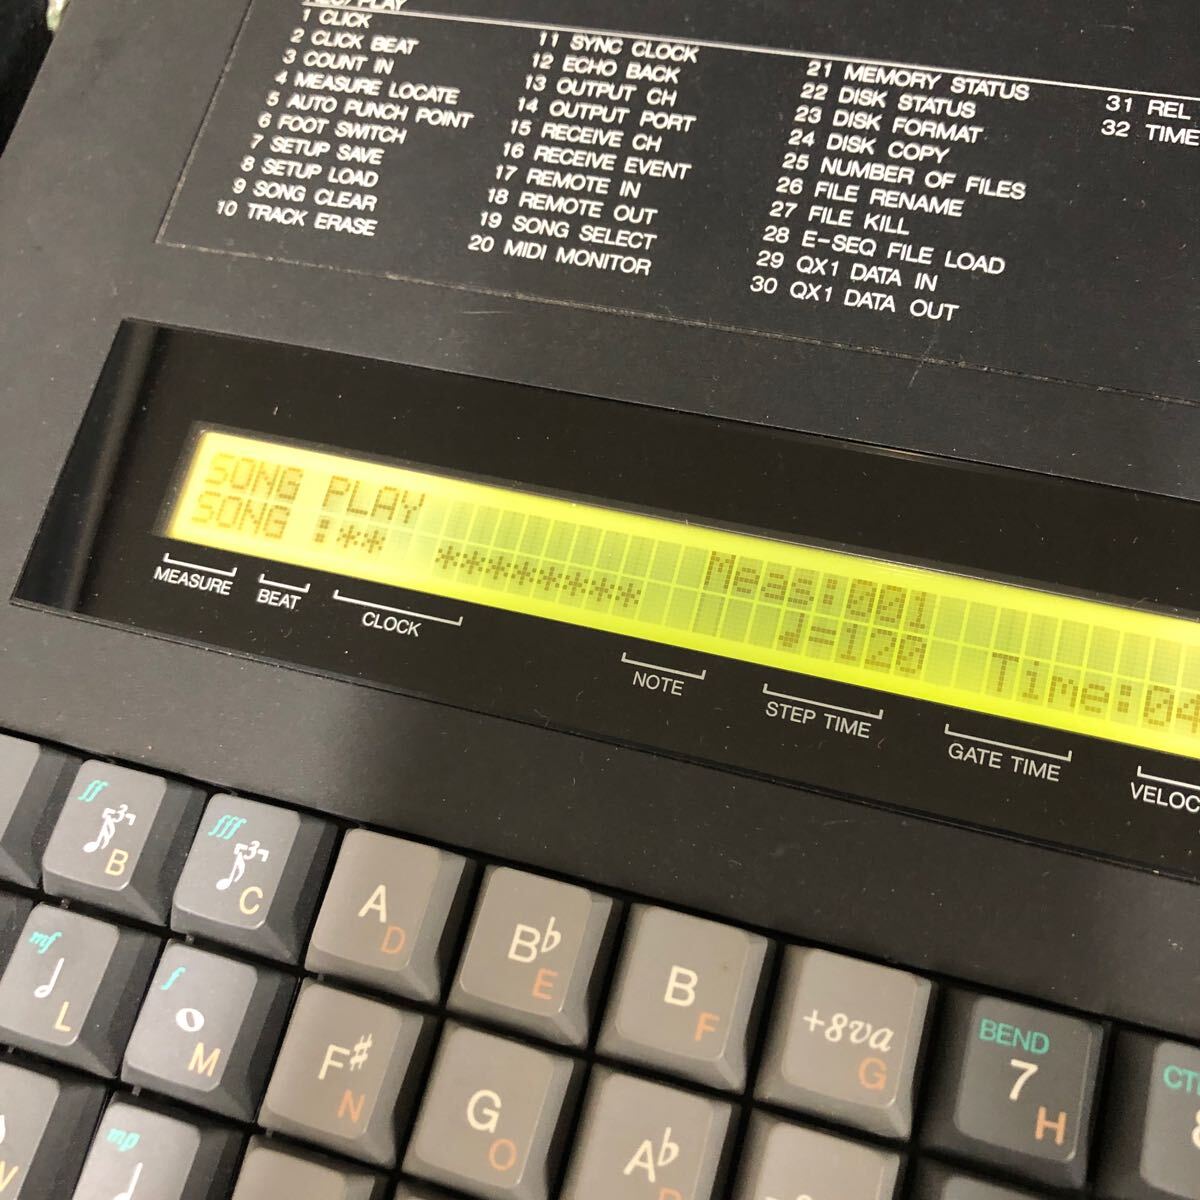 REC/PLAY
1 CLICK
2 CLICK BEAT
3 COUNT IN
4 MEASURE LOCATE
5 AUTO PUNCH POINT
6 FOOT SWITCH
7 SETUP SAVE
8 SETUP LOAD
9 SONG CLEAR
10 TRACK ERASE
11 SYNC CLOCK
12 ECHO BACK
13 OUTPUT CH
14 OUTPUT PORT
15 RECEIVE CH
16 RECEIVE EVENT
17 REMOTE IN
18 REMOTE OUT
19 SONG SELECT
20 MIDI MONITOR
21 MEMORY STATUS
22 DISK STATUS
23 DISK FORMAT
24 DISK COPY
25 NUMBER OF FILES
26 FILE RENAME
27 FILE KILL
28 E-SEQ FILE LOAD
29 QX1 DATA IN
30 QX1 DATA OUT
31 REL
32 TIME
SONG PLAY Meas:001
SONG :** ******** ♩=120 Time:04
MEASURE BEAT CLOCK NOTE STEP TIME GATE TIME VELOC
ff 3 B
fff 3 C
A D
B♭ E
B F
+8va G
BEND 7 H
CT
mf L
f M
F# N
G O
A♭
mp